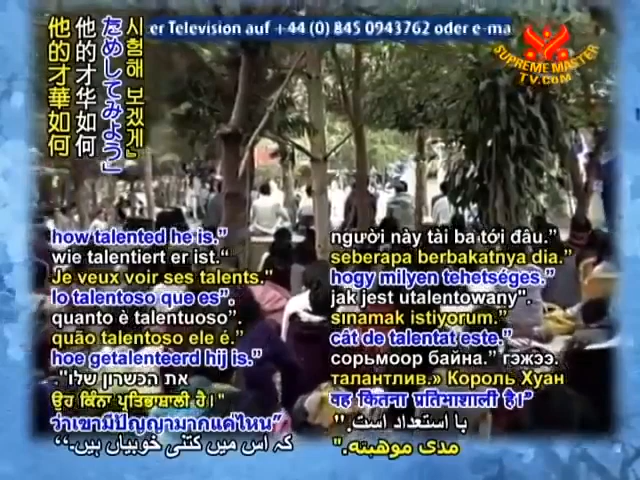 er Television auf +44 (0) 845 0943762 oder e-ma
SUPREME MASTER
TV.COM
시험해 보겠게』
ためしてみよう」
他的才华如何
他的才華如何
how talented he is."
wie talentiert er ist.“
Je veux voir ses talents."
lo talentoso que es”.
quanto è talentuoso”.
quão talentoso ele é.”
hoe getalenteerd hij is.”
את הכשרון שלו".
ਉਹ ਕਿੰਨਾ ਪ੍ਰਤਿਭਾਸ਼ਾਲੀ ਹੈ।"
ว่าเขามีปัญญามากแค่ไหน”
کہ اس میں کتنی خوبیاں ہیں.“
người này tài ba tới đâu.”
seberapa berbakatnya dia.”
hogy milyen tehetséges.”
jak jest utalentowany".
sınamak istiyorum.”
cât de talentat este.”
сорьмоор байна.” гэжээ.
талантлив.» Король Хуан
वह कितना प्रतिभाशाली है।”
با استعداد است."
مدى موهبته."